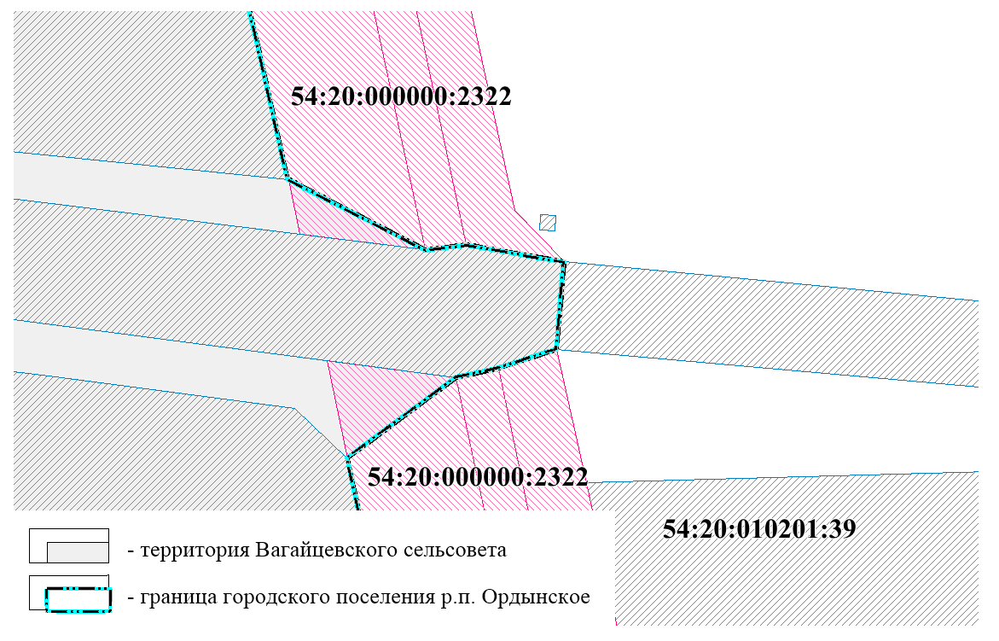 54:20:000000:2322
54:20:000000:2322
54:20:010201:39
- территория Вагайцевского сельсовета
- граница городского поселения р.п. Ордынское